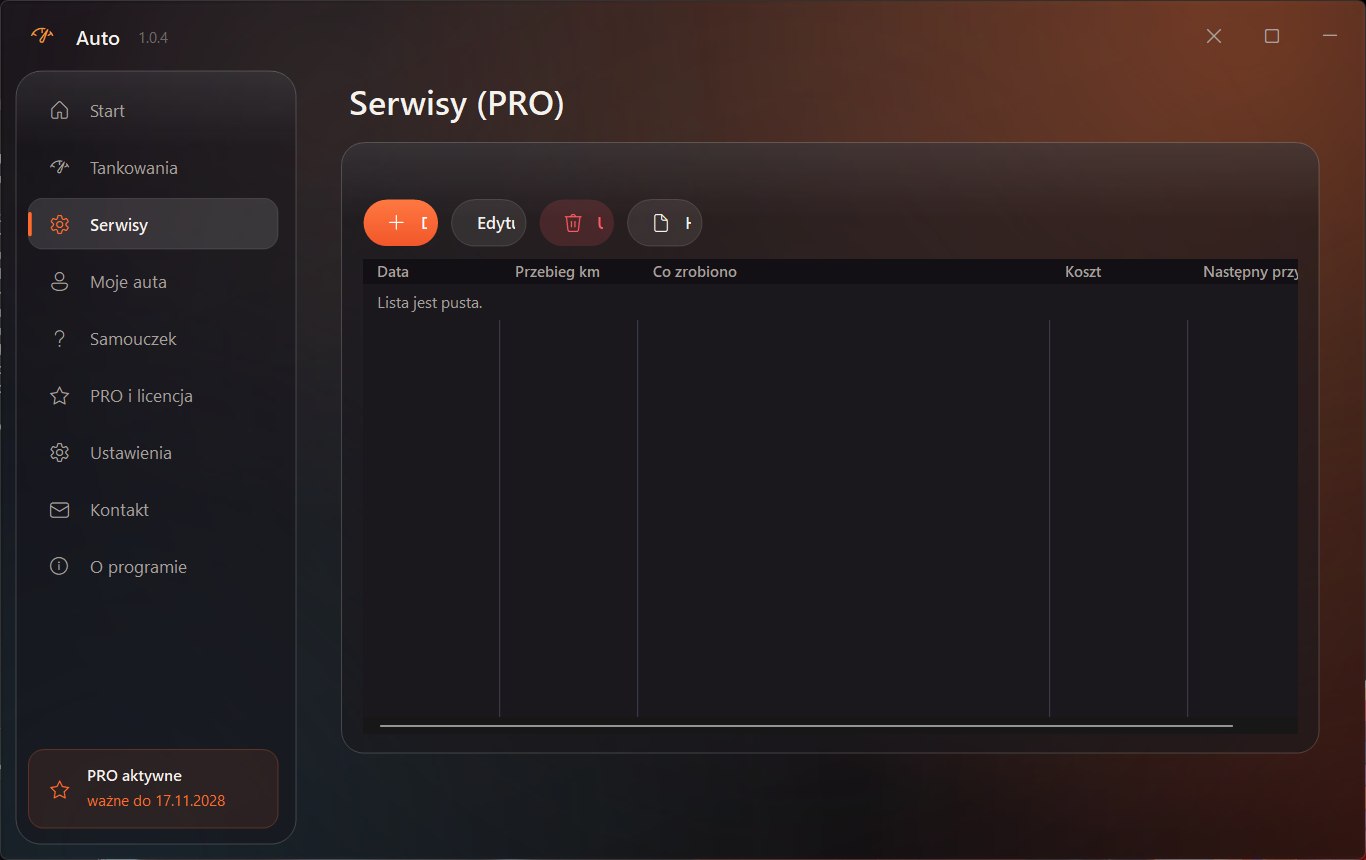 Auto 1.0.4
Start
Tankowania
Serwisy
Moje auta
Samouczek
PRO i licencja
Ustawienia
Kontakt
O programie
PRO aktywne
ważne do 17.11.2028
Serwisy (PRO)
Data Przebieg km Co zrobiono Koszt Następny
Lista jest pusta.